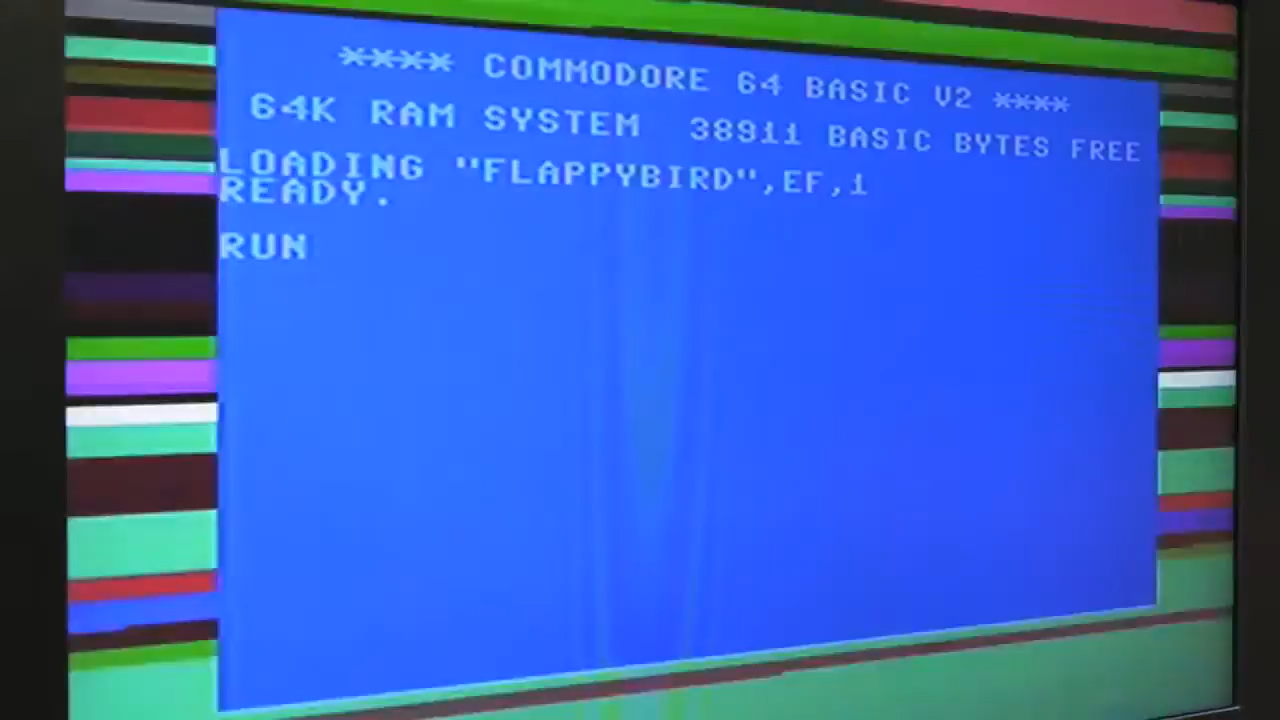 **** COMMODORE 64 BASIC V2 ****
64K RAM SYSTEM 38911 BASIC BYTES FREE
LOADING "FLAPPYBIRD",EF,1
READY.
RUN